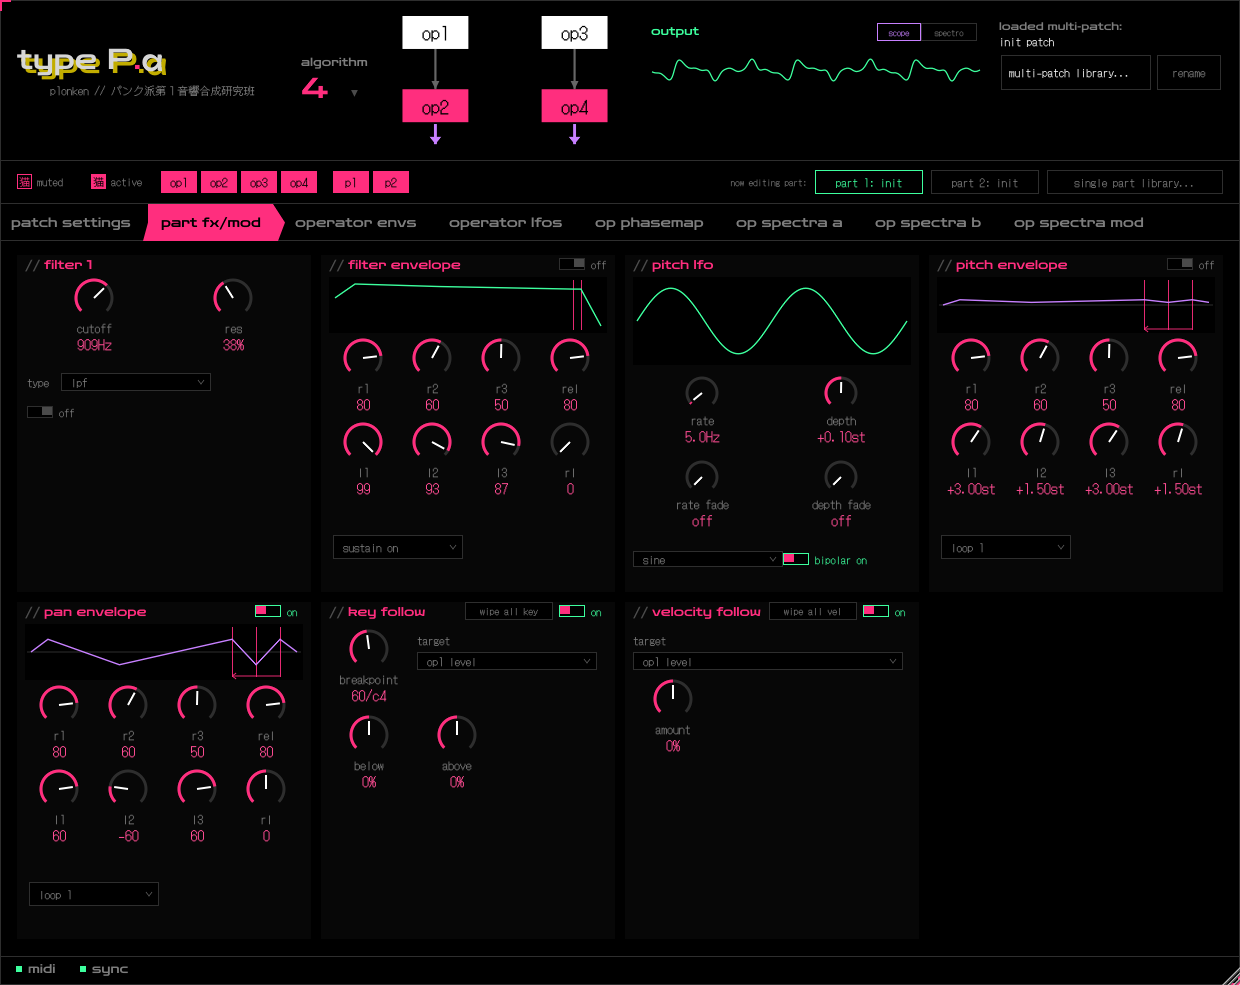 type P.a
plonken // パンク派第1音響合成研究班
algorithm
4
op1
op3
op2
op4
output
scope
spectro
loaded multi-patch:
init patch
multi-patch library...
rename
猫 muted
猫 active
op1 op2 op3 op4 p1 p2
now editing part:
part 1: init
part 2: init
single part library...
patch settings
part fx/mod
operator envs
operator lfos
op phasemap
op spectra a
op spectra b
op spectra mod
// filter 1
cutoff res
909Hz 38%
type lpf
off
// filter envelope off
r1 r2 r3 rel
80 60 50 80
l1 l2 l3 rl
99 93 87 0
sustain on
// pitch lfo
rate depth
5.0Hz +0.10st
rate fade depth fade
off off
sine bipolar on
// pitch envelope off
r1 r2 r3 rel
80 60 50 80
l1 l2 l3 rl
+3.00st +1.50st +3.00st +1.50st
loop 1
// pan envelope on
r1 r2 r3 rel
80 60 50 80
l1 l2 l3 rl
60 -60 60 0
loop 1
// key follow wipe all key on
target
op1 level
breakpoint
60/c4
below above
0% 0%
// velocity follow wipe all vel on
target
op1 level
amount
0%
midi sync